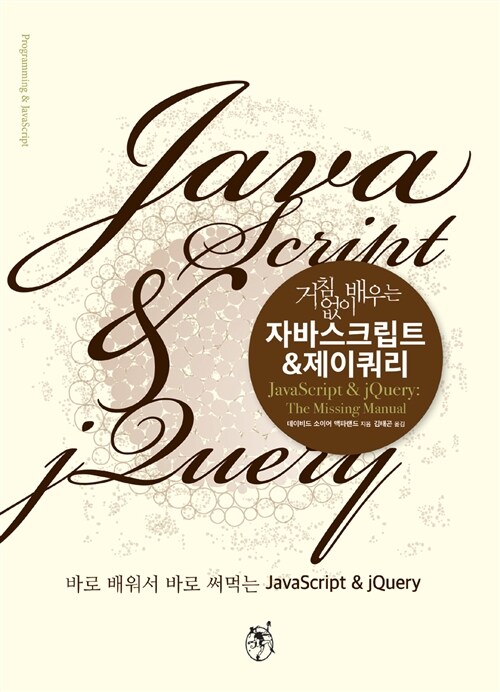 Programming & JavaScript
Java
Script
&
jQuery
거침없이 배우는
자바스크립트
&제이쿼리
JavaScript & jQuery:
The Missing Manual
데이비드 소이어 맥파랜드 지음 김태곤 옮김
바로 배워서 바로 써먹는 JavaScript & jQuery